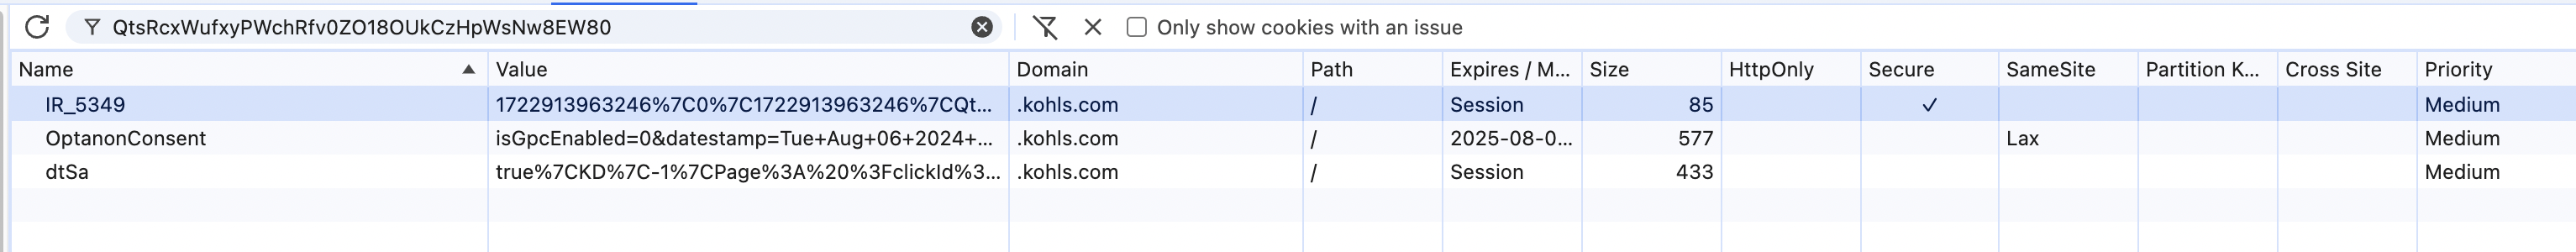 QtsRcxWufxyPWchRfv0ZO18OUkCzHpWsNw8EW80 Only show cookies with an issue
Name Value Domain Path Expires / M... Size HttpOnly Secure SameSite Partition K... Cross Site Priority
IR_5349 1722913963246%7C0%7C1722913963246%7CQt... .kohls.com / Session 85 ✓ Medium
OptanonConsent isGpcEnabled=0&datestamp=Tue+Aug+06+2024+... .kohls.com / 2025-08-0... 577 Lax Medium
dtSa true%7CKD%7C-1%7CPage%3A%20%3FclickId%3... .kohls.com / Session 433 Medium